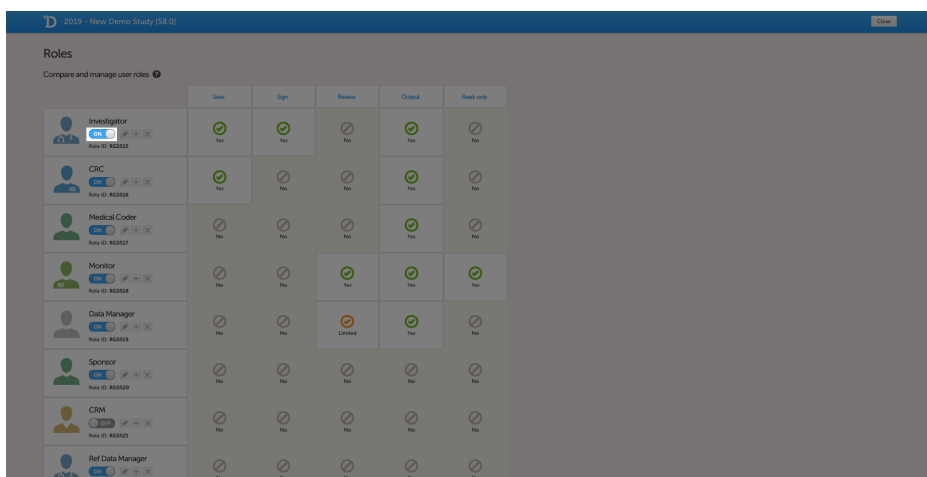 2019 - New Demo Study [S8.0]
Close
Roles
Compare and manage user roles ?
Save Sign Review Output Read-only
Investigator
ON
Role ID: RG5515
Yes Yes No Yes No
CRC
ON
Role ID: RG5516
Yes No No Yes No
Medical Coder
ON
Role ID: RG5517
No No No Yes No
Monitor
ON
Role ID: RG5518
No No Yes Yes Yes
Data Manager
ON
Role ID: RG5519
No No Limited Yes No
Sponsor
ON
Role ID: RG5520
No No No No No
CRM
OFF
Role ID: RG5521
No No No No No
Ref Data Manager
ON